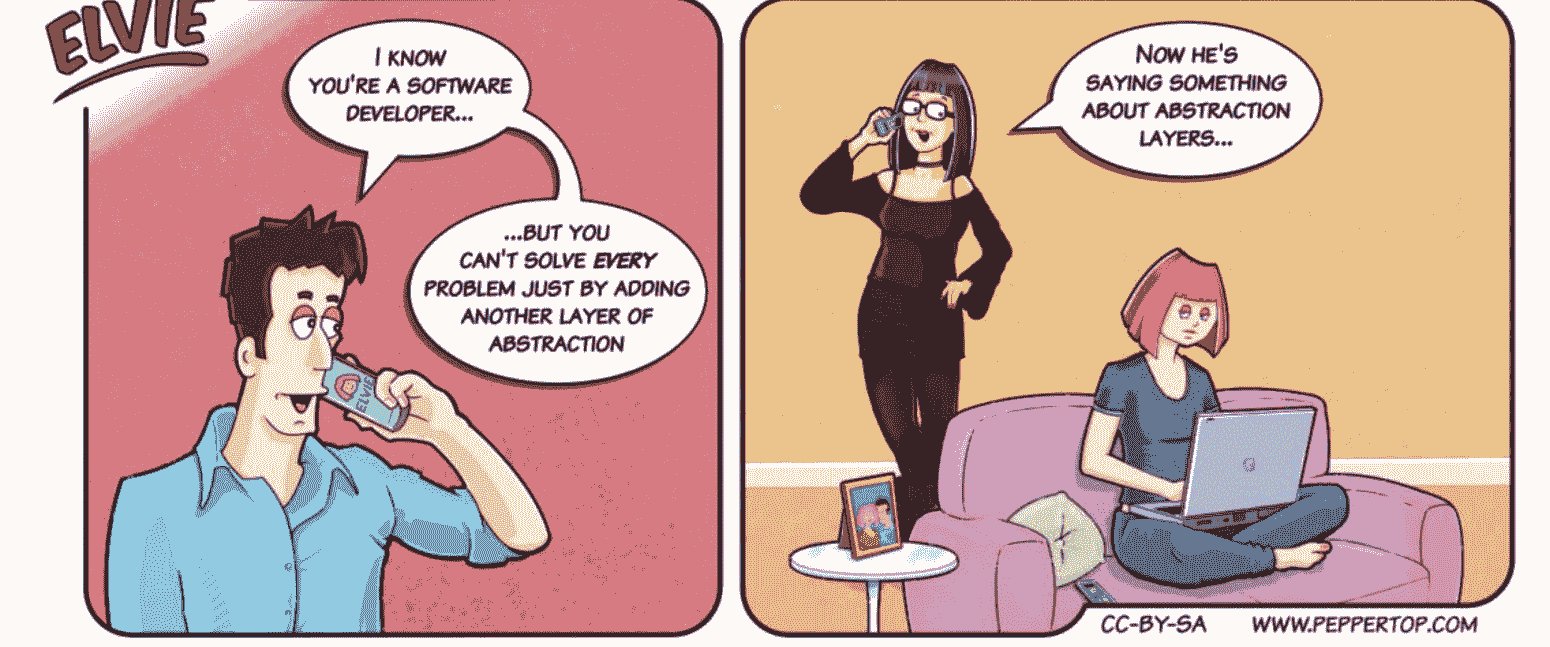 ELVIE
I KNOW
YOU'RE A SOFTWARE
DEVELOPER...
...BUT YOU
CAN'T SOLVE EVERY
PROBLEM JUST BY ADDING
ANOTHER LAYER OF
ABSTRACTION
ELVIE
NOW HE'S
SAYING SOMETHING
ABOUT ABSTRACTION
LAYERS...
CC-BY-SA WWW.PEPPERTOP.COM